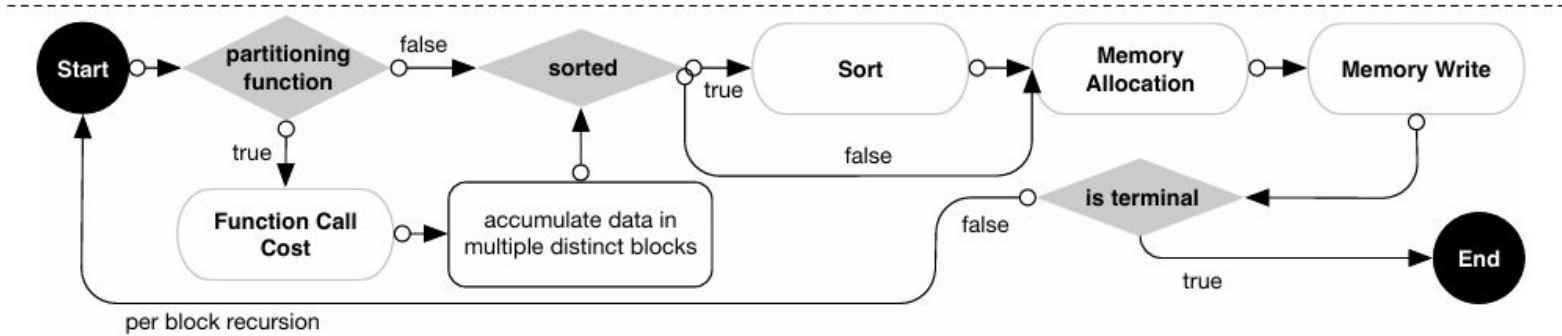 Start
partitioning
function
false
sorted
true
Sort
Memory
Allocation
Memory Write
true
false
Function Call
Cost
accumulate data in
multiple distinct blocks
false
is terminal
true
End
per block recursion